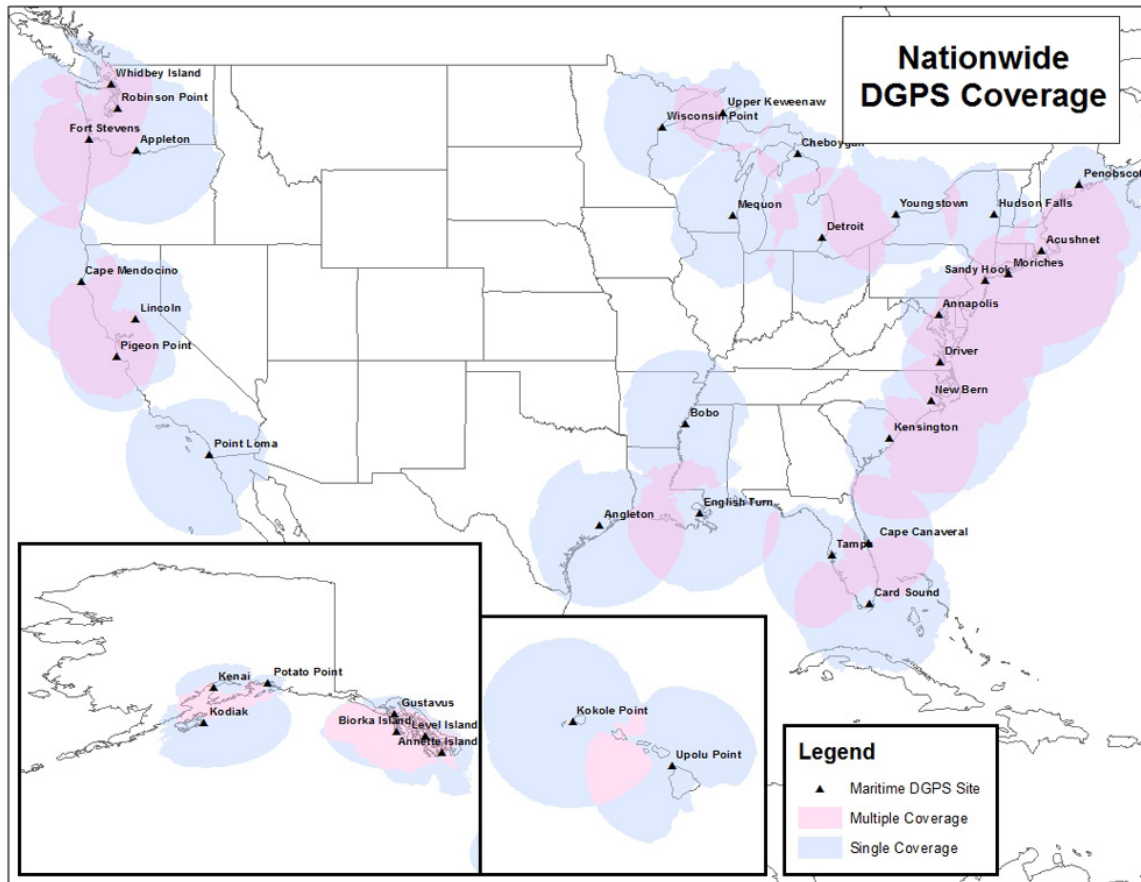 Nationwide
DGPS Coverage
Whidbey Island
Robinson Point
Fort Stevens
Appleton
Cape Mendocino
Lincoln
Pigeon Point
Point Loma
Wisconsin Point
Upper Keweenaw
Cheboygan
Mequon
Detroit
Youngstown
Hudson Falls
Penobscot
Acushnet
Moriches
Sandy Hook
Annapolis
Driver
New Bern
Kensington
Bobo
English Turn
Angleton
Tampa
Cape Canaveral
Card Sound
Kenai
Potato Point
Kodiak
Gustavus
Biorka Island
Level Island
Annette Island
Kokole Point
Upolu Point
Legend
Maritime DGPS Site
Multiple Coverage
Single Coverage